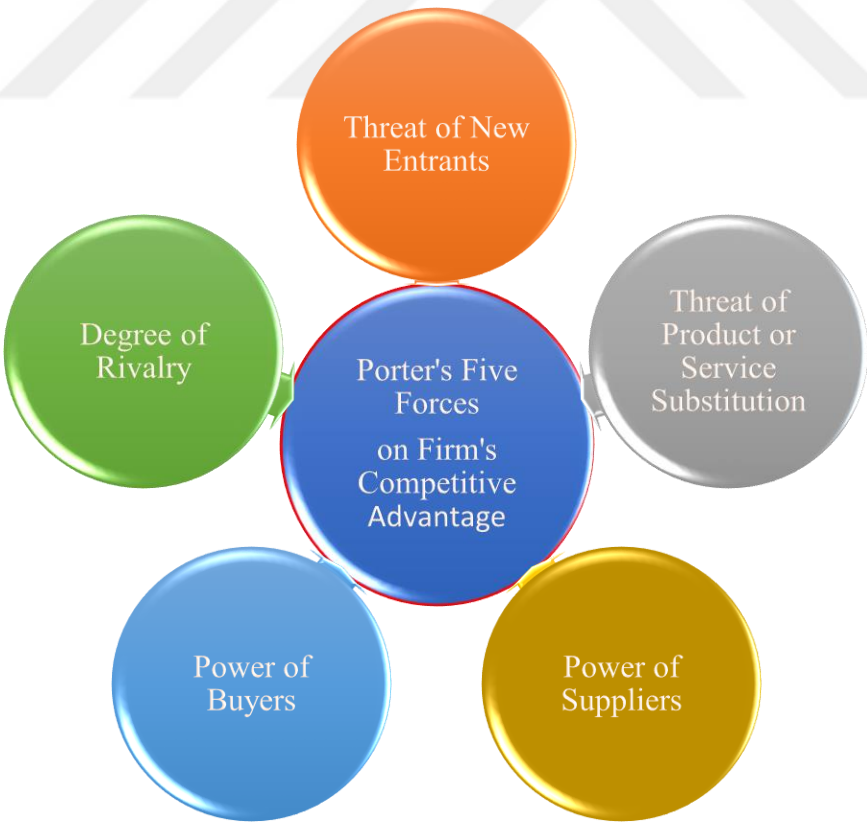 Threat of New
Entrants
Degree of
Rivalry
Threat of
Product or
Service
Substitution
Porter's Five
Forces
on Firm's
Competitive
Advantage
Power of
Buyers
Power of
Suppliers